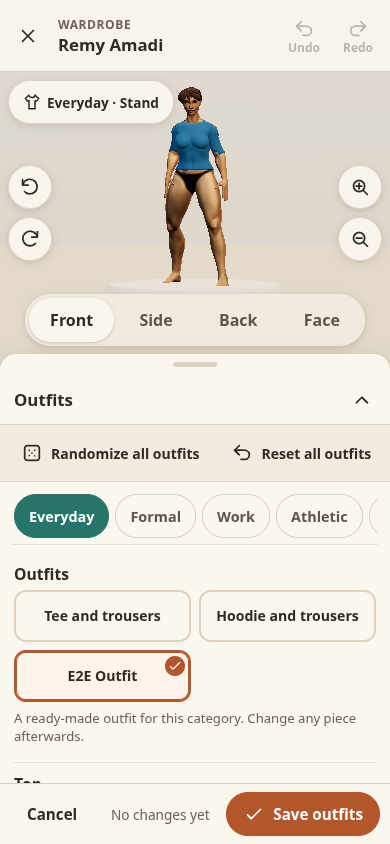 WARDROBE
Remy Amadi
Undo
Redo
Everyday · Stand
Front
Side
Back
Face
Outfits
Randomize all outfits
Reset all outfits
Everyday
Formal
Work
Athletic
Outfits
Tee and trousers
Hoodie and trousers
E2E Outfit
A ready-made outfit for this category. Change any piece
afterwards.
Top
Cancel
No changes yet
Save outfits